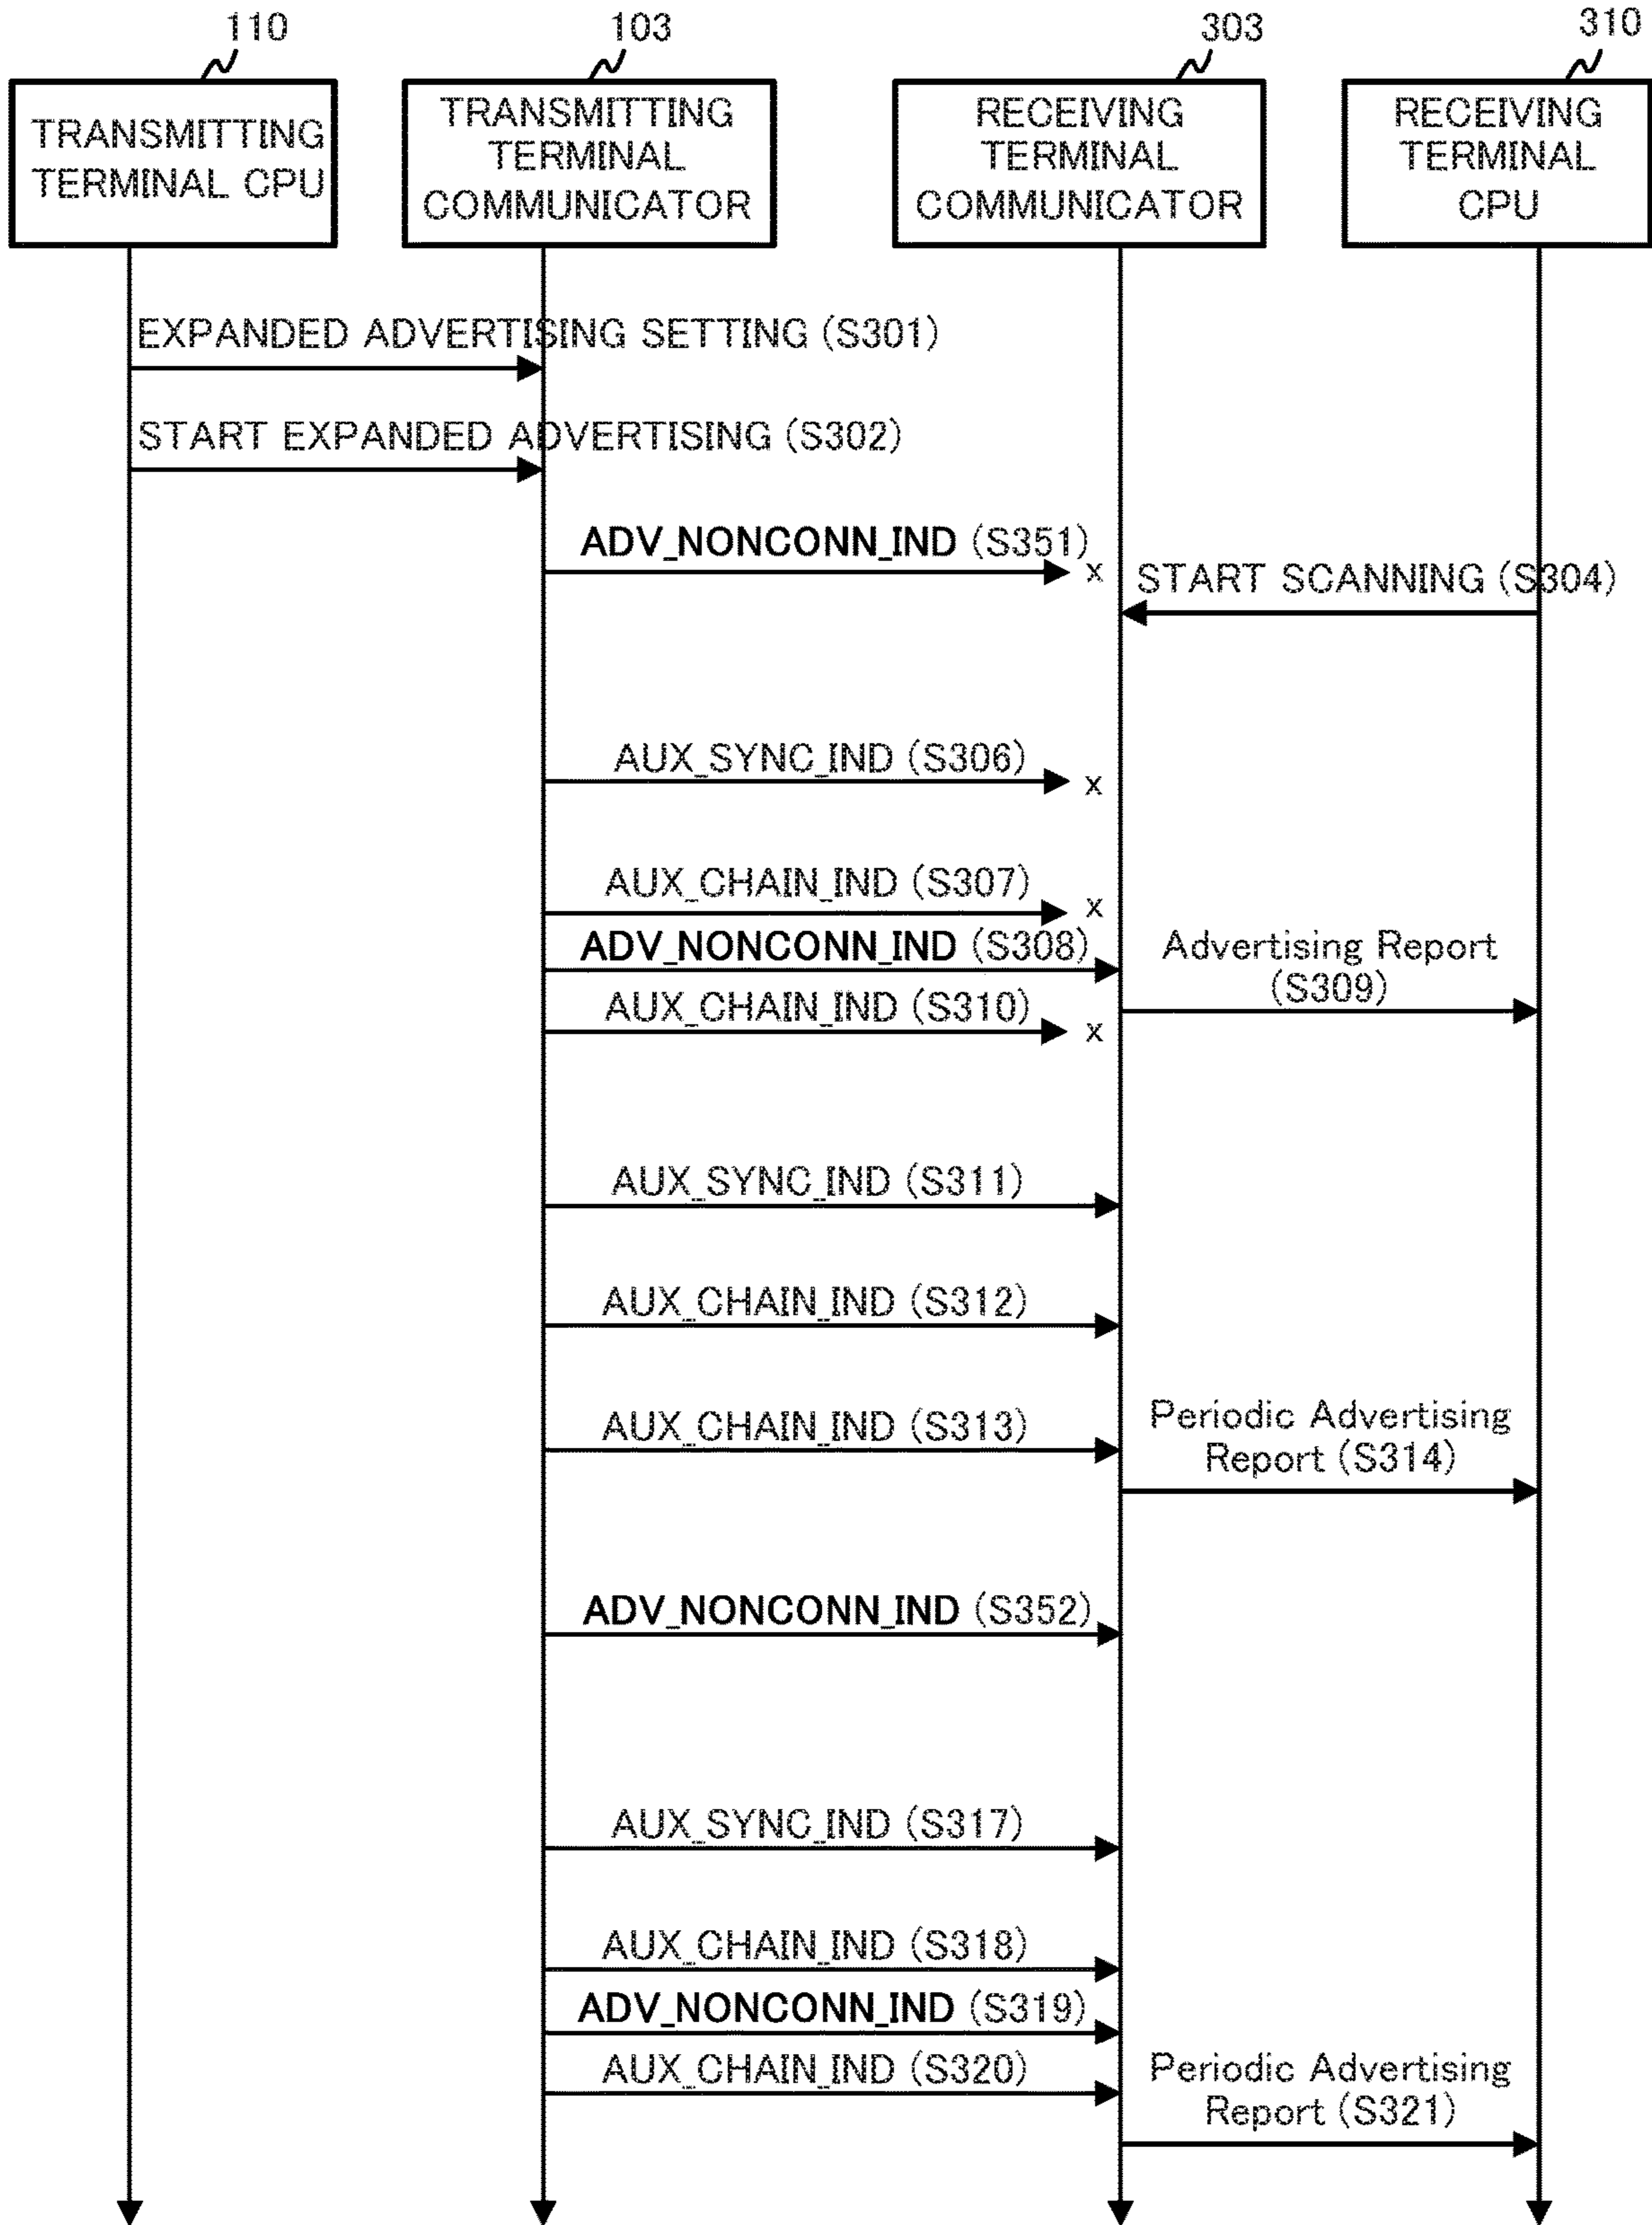 110
103
303
310
TRANSMITTING
TERMINAL CPU
TRANSMITTING
TERMINAL
COMMUNICATOR
RECEIVING
TERMINAL
COMMUNICATOR
RECEIVING
TERMINAL
CPU
EXPANDED ADVERTISING SETTING (S301)
START EXPANDED ADVERTISING (S302)
ADV_NONCONN_IND (S351)
x
START SCANNING (S304)
AUX_SYNC_IND (S306)
x
AUX_CHAIN_IND (S307)
x
ADV_NONCONN_IND (S308)
Advertising Report
(S309)
AUX_CHAIN_IND (S310)
x
AUX_SYNC_IND (S311)
AUX_CHAIN_IND (S312)
AUX_CHAIN_IND (S313)
Periodic Advertising
Report (S314)
ADV_NONCONN_IND (S352)
AUX_SYNC_IND (S317)
AUX_CHAIN_IND (S318)
ADV_NONCONN_IND (S319)
AUX_CHAIN_IND (S320)
Periodic Advertising
Report (S321)